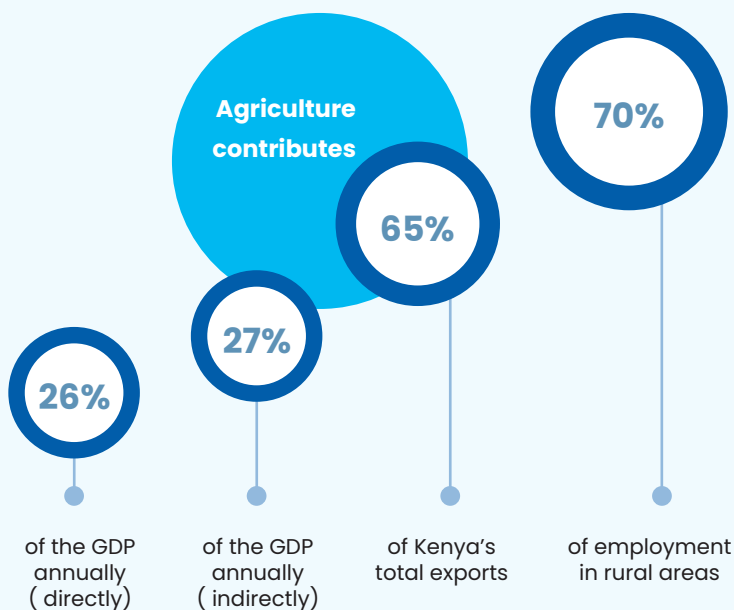 Agriculture
contributes
26%
of the GDP
annually
( directly)
27%
of the GDP
annually
( indirectly)
65%
of Kenya’s
total exports
70%
of employment
in rural areas